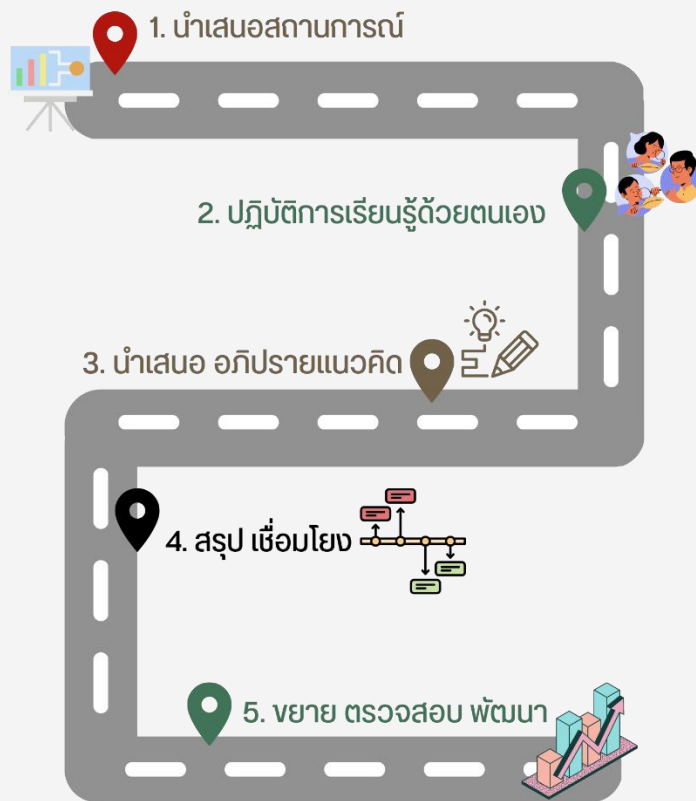 1. นำเสนอสถานการณ์
2. ปฏิบัติการเรียนรู้ด้วยตนเอง
3. นำเสนอ อภิปรายแนวคิด
4. สรุป เชื่อมโยง
5. ขยาย ตรวจสอบ พัฒนา